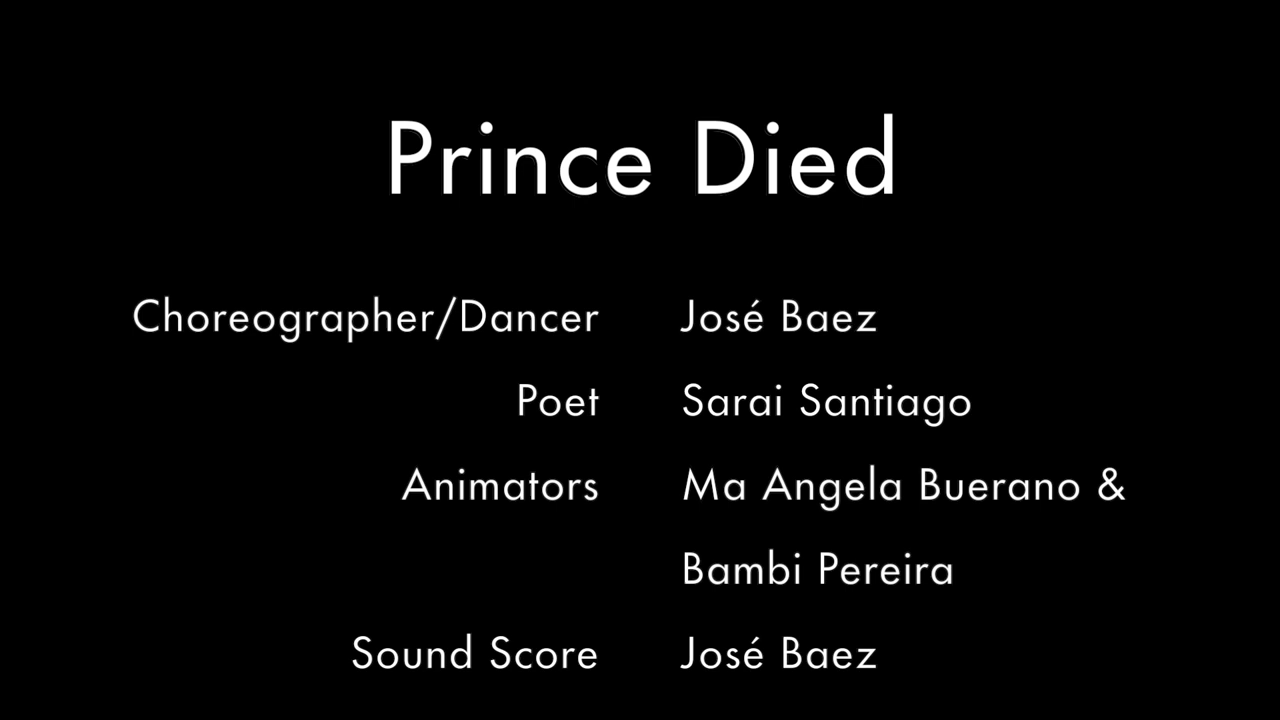 Prince Died
Choreographer/Dancer José Baez
Poet Sarai Santiago
Animators Ma Angela Buerano &
Bambi Pereira
Sound Score José Baez